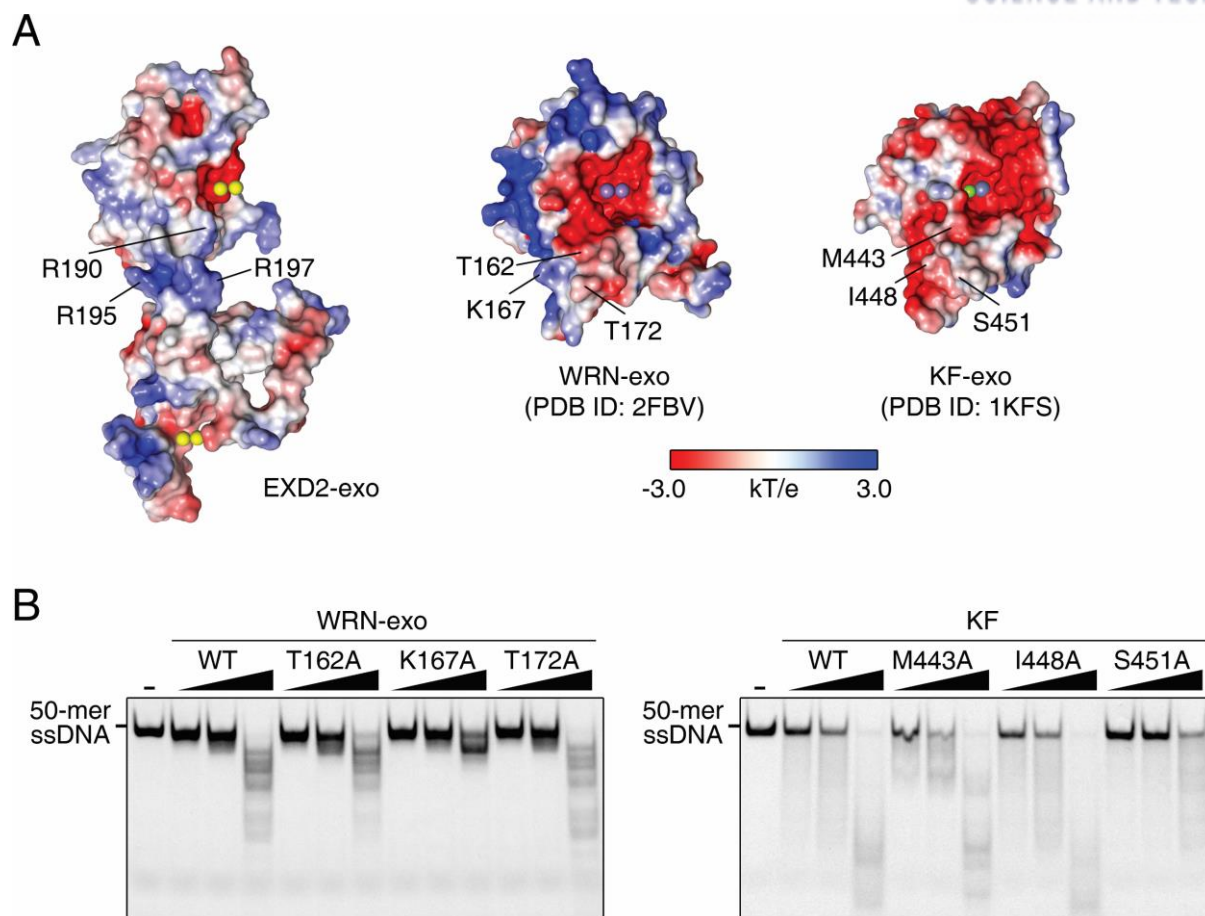 A
R190
R197
R195
EXD2-exo
T162
K167
T172
WRN-exo
(PDB ID: 2FBV)
M443
I448
S451
KF-exo
(PDB ID: 1KFS)
-3.0 kT/e 3.0
B
WRN-exo
WT T162A K167A T172A
-
50-mer
ssDNA
KF
WT M443A I448A S451A
-
50-mer
ssDNA